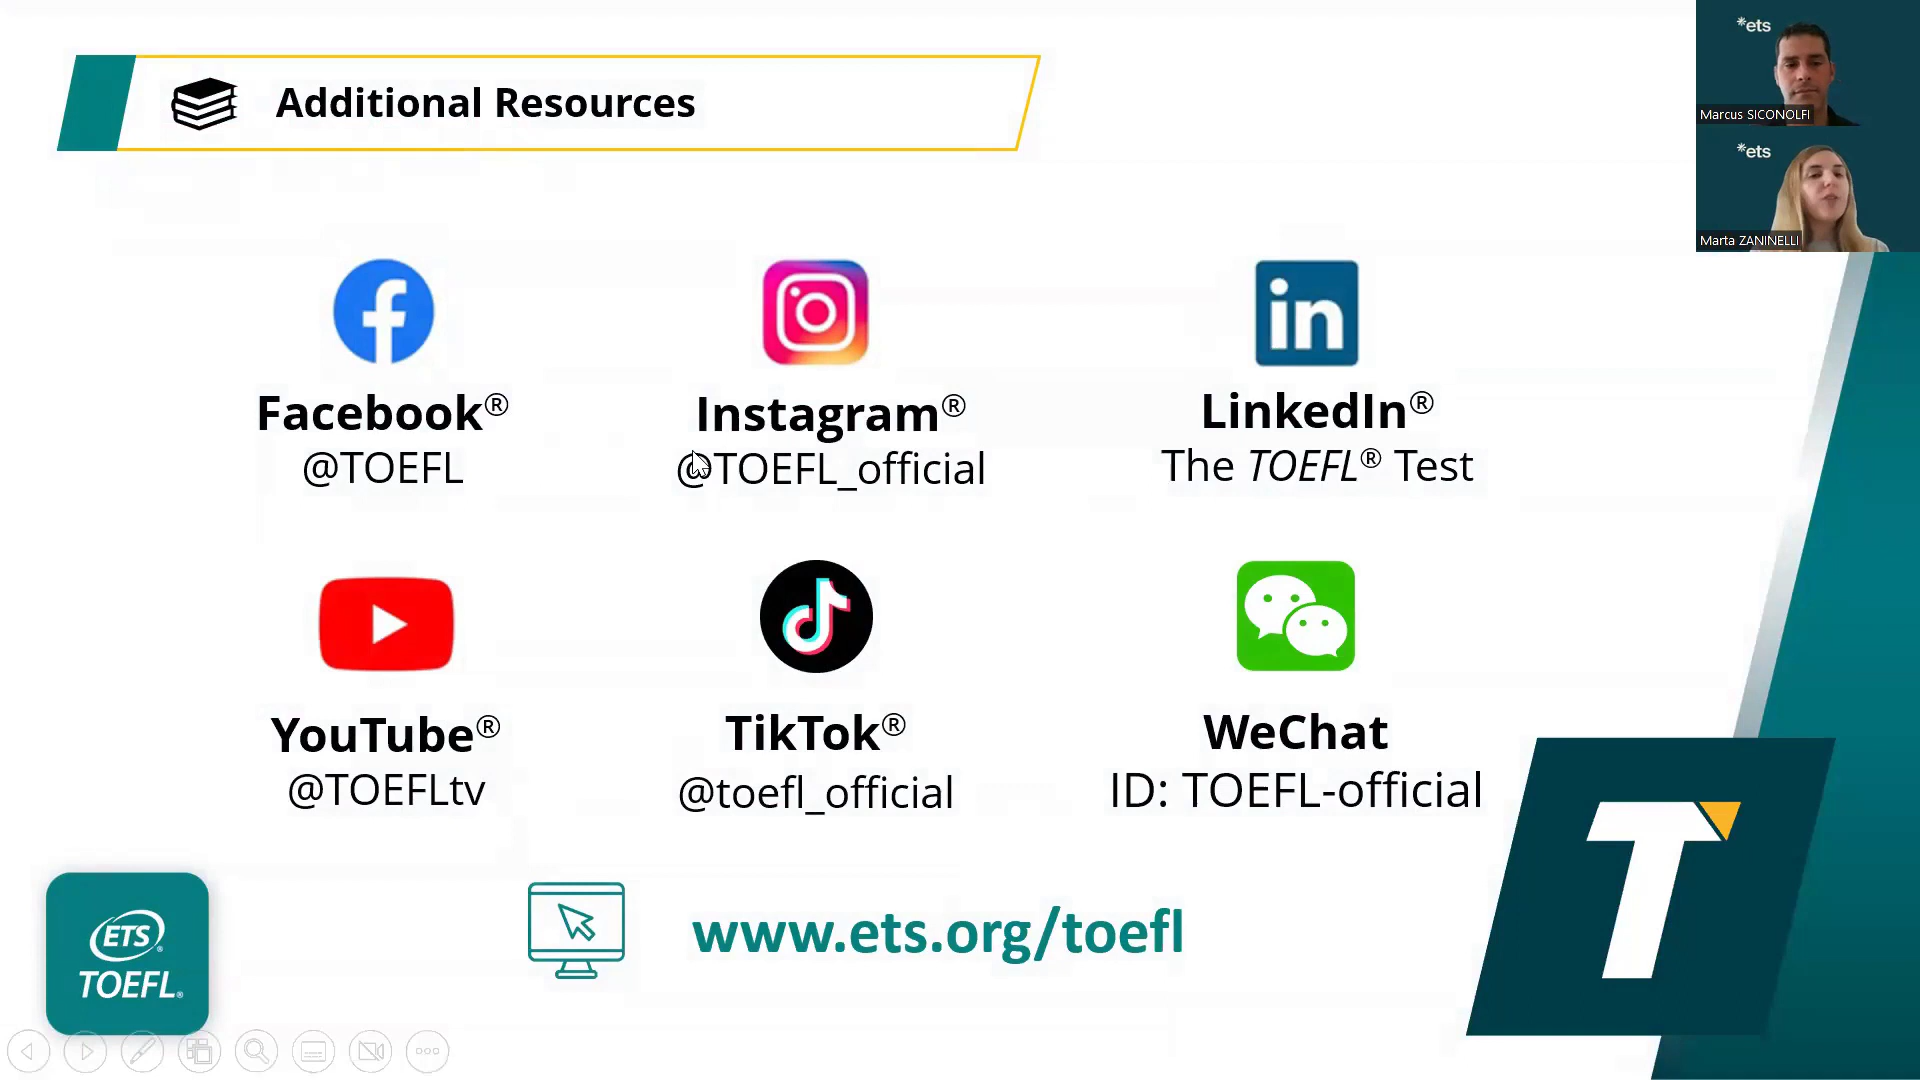 Additional Resources
*ets
Marcus SICONOLFI
*ets
Marta ZANINELLI
Facebook®
@TOEFL
Instagram®
@TOEFL_official
LinkedIn®
The TOEFL® Test
YouTube®
@TOEFLtv
TikTok®
@toefl_official
WeChat
ID: TOEFL-official
www.ets.org/toefl
ETS®
TOEFL®
T